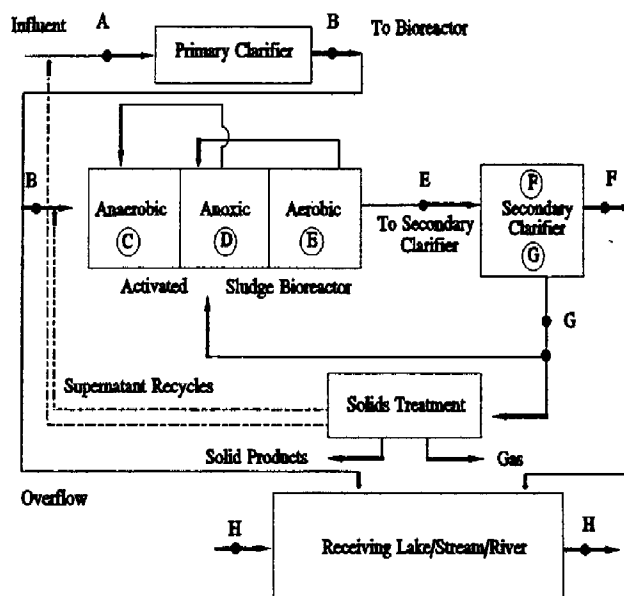 Influent
A
Primary Clarifier
B
To Bioreactor
B
Anaerobic
Anoxic
Aerobic
C
D
E
Activated
Sludge Bioreactor
E
To Secondary
Clarifier
F
Secondary
Clarifier
G
F
G
Supernatant Recycles
Solids Treatment
Solid Products
Gas
Overflow
H
Receiving Lake/Stream/River
H